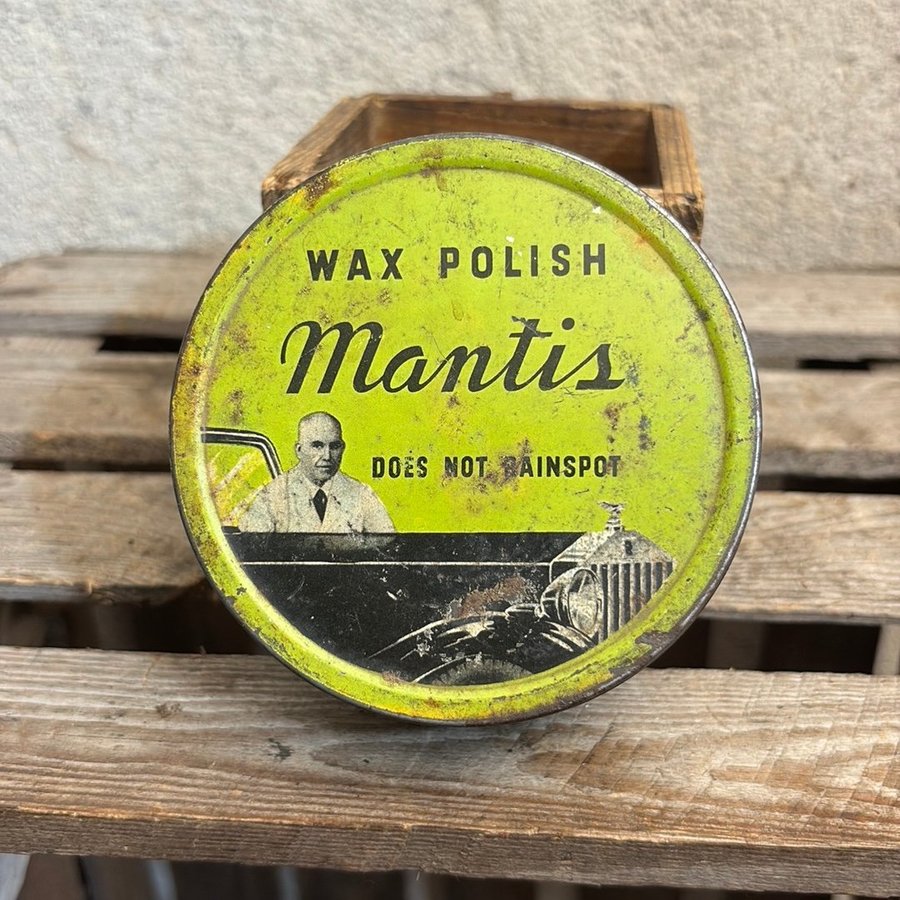 WAX POLISH
Mantis
DOES NOT RAINSPOT